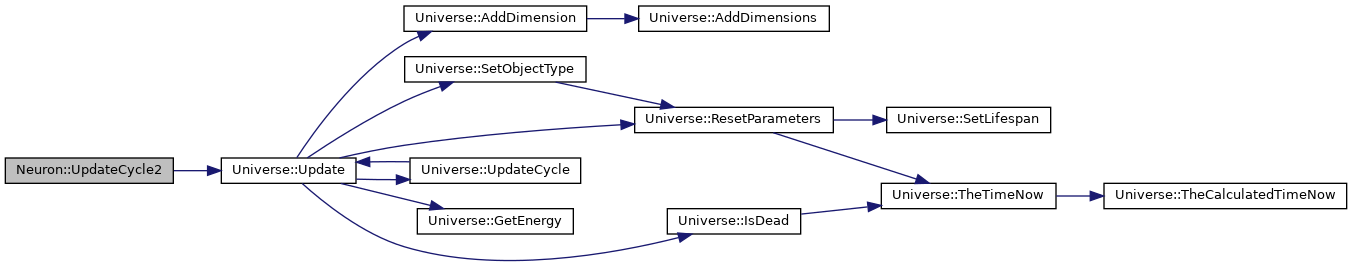 Universe::AddDimension
Universe::AddDimensions
Universe::SetObjectType
Universe::ResetParameters
Universe::SetLifespan
Neuron::UpdateCycle2
Universe::Update
Universe::UpdateCycle
Universe::TheTimeNow
Universe::TheCalculatedTimeNow
Universe::GetEnergy
Universe::IsDead